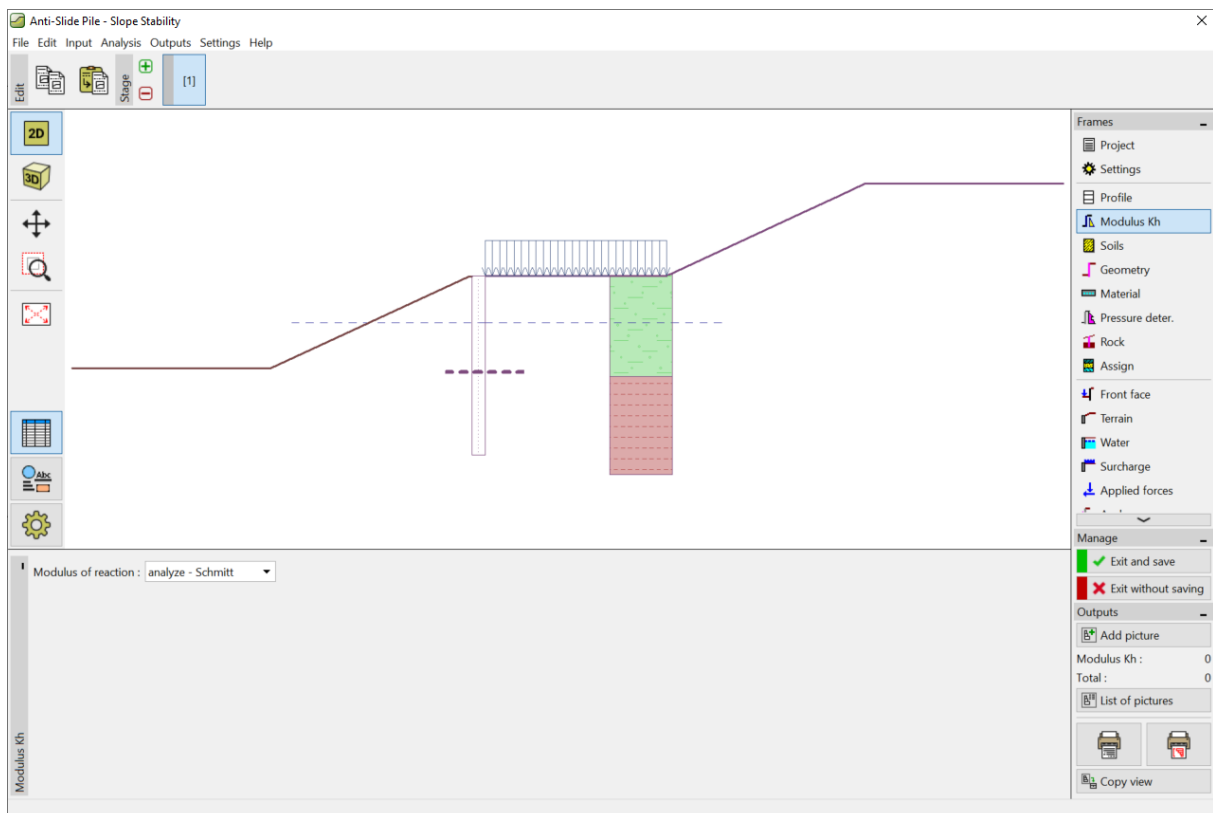 Anti-Slide Pile - Slope Stability
File Edit Input Analysis Outputs Settings Help
Edit
Stage
[1]
2D
3D
Abc
Frames
Project
Settings
Profile
Modulus Kh
Soils
Geometry
Material
Pressure deter.
Rock
Assign
Front face
Terrain
Water
Surcharge
Applied forces
Manage
Exit and save
Exit without saving
Outputs
Add picture
Modulus Kh : 0
Total : 0
List of pictures
Copy view
Modulus of reaction : analyze - Schmitt
Modulus Kh